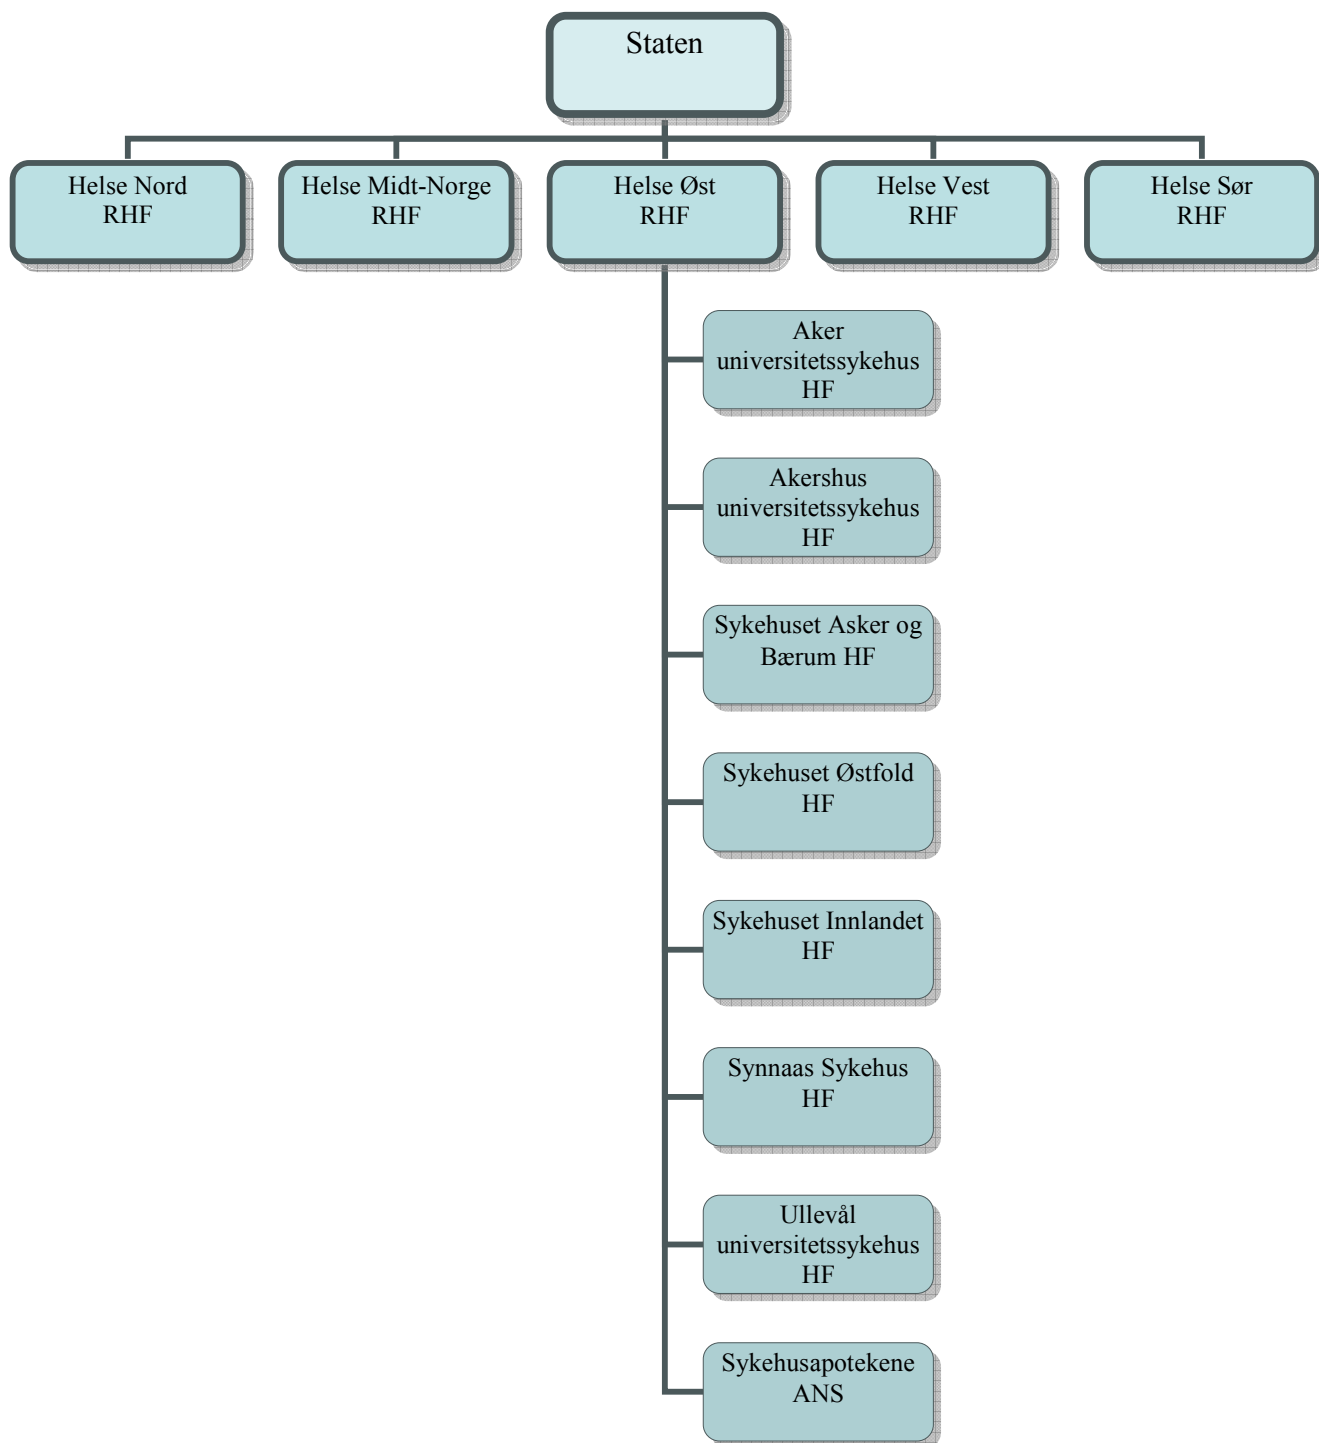 Staten
Helse Nord
RHF
Helse Midt-Norge
RHF
Helse Øst
RHF
Helse Vest
RHF
Helse Sør
RHF
Aker
universitetssykehus
HF
Akershus
universitetssykehus
HF
Sykehuset Asker og
Bærum HF
Sykehuset Østfold
HF
Sykehuset Innlandet
HF
Synnaas Sykehus
HF
Ullevål
universitetssykehus
HF
Sykehusapotekene
ANS